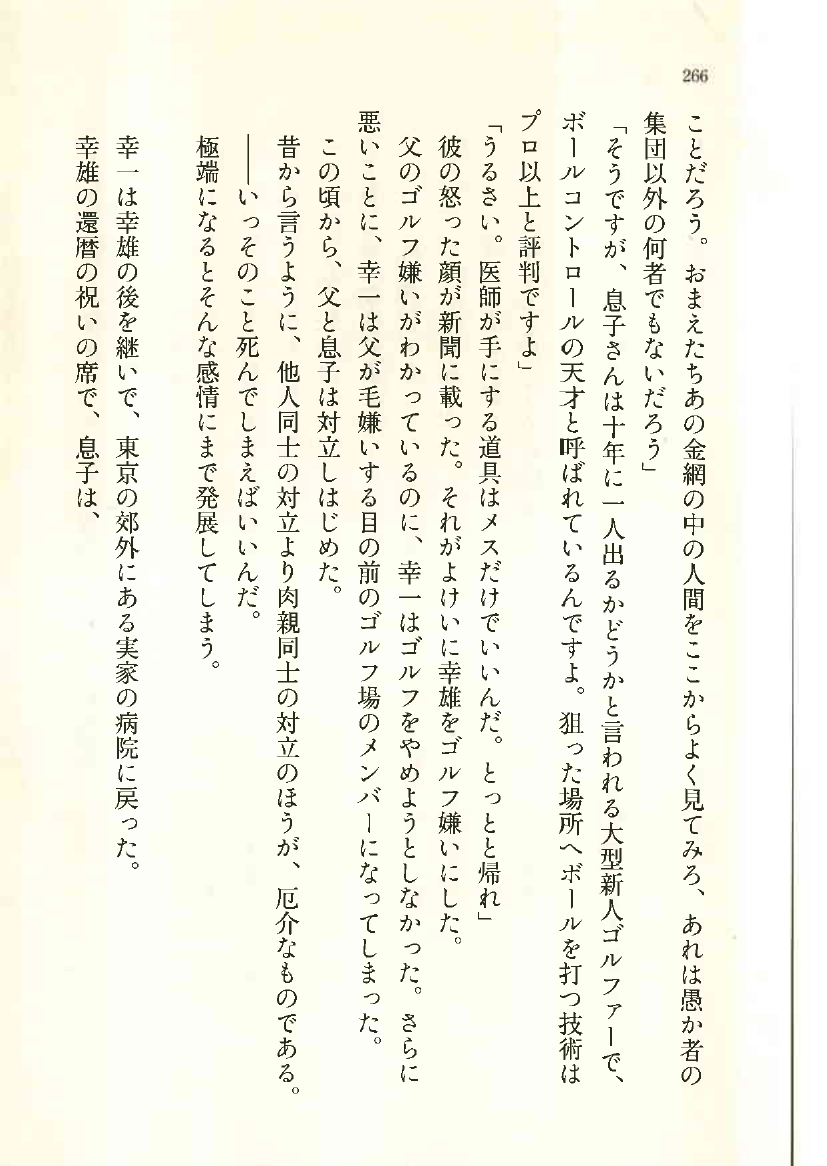 266
ことだろう。おまえたちあの金網の中の人間をここからよく見てみろ、あれは愚か者の
集団以外の何者でもないだろう」
「そうですが、息子さんは十年に一人出るかどうかと言われる大型新人ゴルファーで、
ボールコントロールの天才と呼ばれているんですよ。狙った場所へボールを打つ技術は
プロ以上と評判ですよ」
「うるさい。医師が手にする道具はメスだけでいいんだ。とっとと帰れ」
彼の怒った顔が新聞に載った。それがよけいに幸雄をゴルフ嫌いにした。
父のゴルフ嫌いがわかっているのに、幸一はゴルフをやめようとしなかった。さらに
悪いことに、幸一は父が毛嫌いする目の前のゴルフ場のメンバーになってしまった。
この頃から、父と息子は対立しはじめた。
昔から言うように、他人同士の対立より肉親同士の対立のほうが、厄介なものである。
——いっそのこと死んでしまえばいいんだ。
極端になるとそんな感情にまで発展してしまう。
幸一は幸雄の後を継いで、東京の郊外にある実家の病院に戻った。
幸雄の還暦の祝いの席で、息子は、